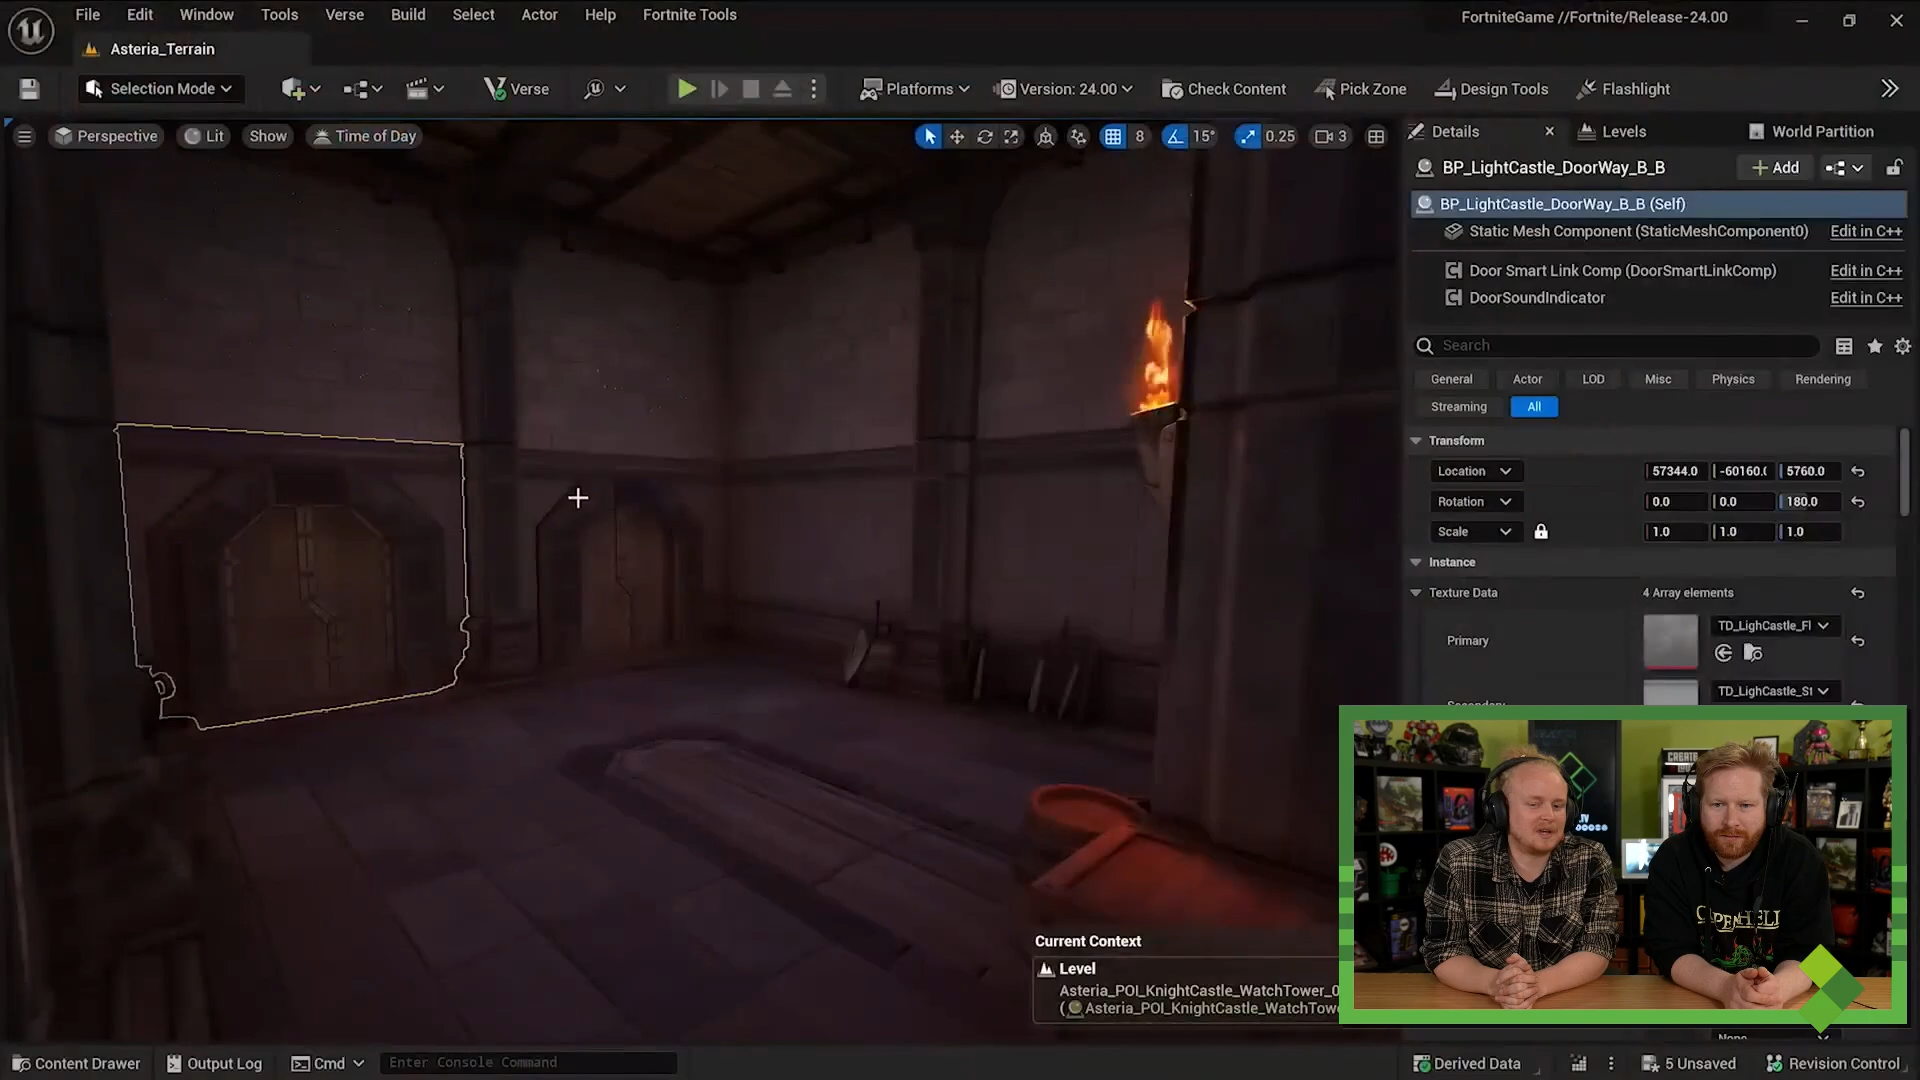 File Edit Window Tools Verse Build Select Actor Help Fortnite Tools
FortniteGame //Fortnite/Release-24.00
Asteria_Terrain
Selection Mode
Verse
Platforms
Version: 24.00
Check Content
Pick Zone
Design Tools
Flashlight
Perspective
Lit
Show
Time of Day
8
15°
0.25
3
Details
Levels
World Partition
BP_LightCastle_DoorWay_B_B
Add
BP_LightCastle_DoorWay_B_B (Self)
Static Mesh Component (StaticMeshComponent0) Edit in C++
Door Smart Link Comp (DoorSmartLinkComp) Edit in C++
DoorSoundIndicator Edit in C++
Search
General Actor LOD Misc Physics Rendering
Streaming All
Transform
Location 57344.0 -60160.( 5760.0
Rotation 0.0 0.0 180.0
Scale 1.0 1.0 1.0
Instance
Texture Data 4 Array elements
Primary
TD_LighCastle_Fl
TD_LighCastle_St
Current Context
Level
Asteria_POI_KnightCastle_WatchTower_0
(Asteria_POI_KnightCastle_WatchTowe
Content Drawer
Output Log
Cmd
Enter Console Command
Derived Data
5 Unsaved
Revision Control